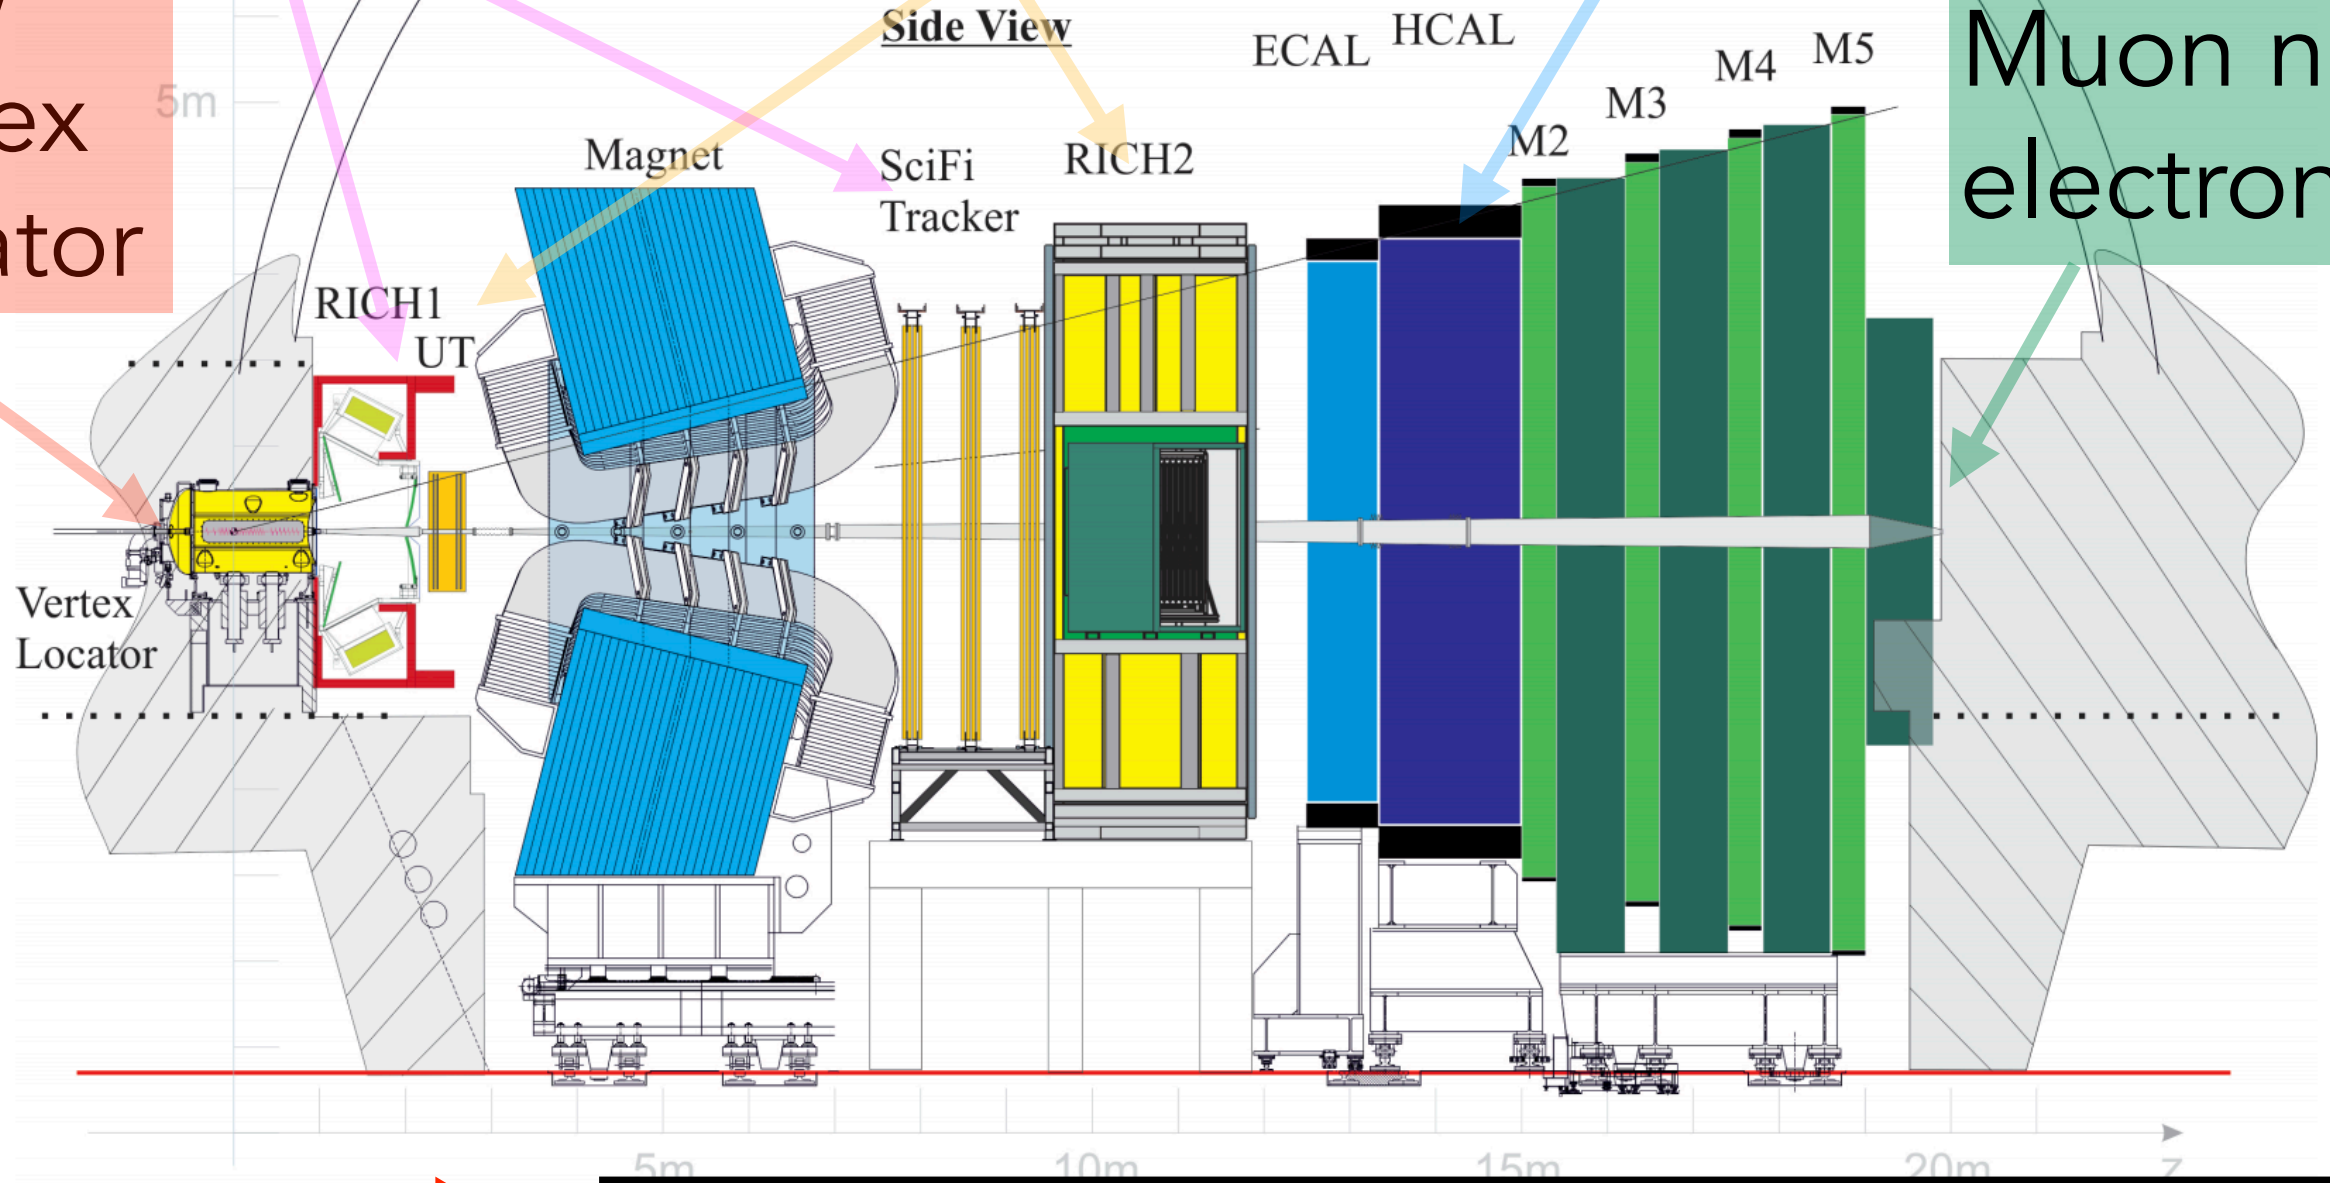 ex
ator
Side View
ECAL
HCAL
M2
M3
M4
M5
Muon n
electron
5m
Magnet
SciFi
Tracker
RICH2
RICH1
UT
Vertex
Locator
5m
10m
15m
20m
z